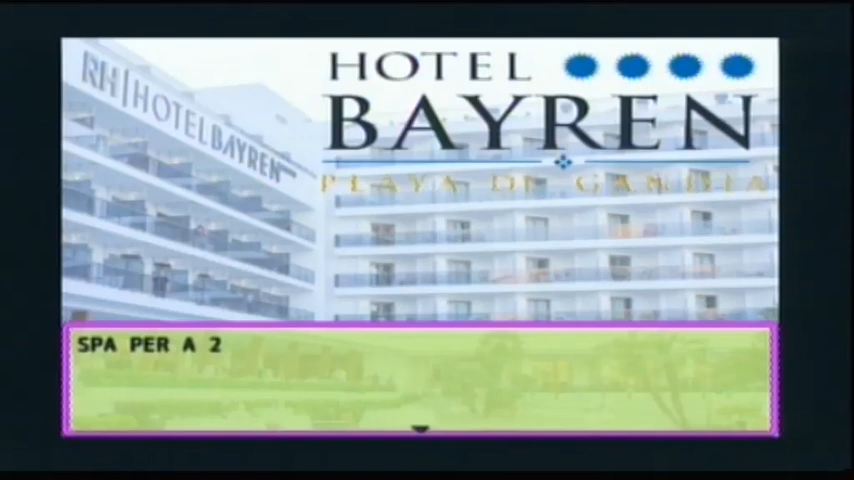 RH|HOTEL BAYREN
HOTEL
BAYREN
PLAYA DE GANDIA
SPA PER A 2